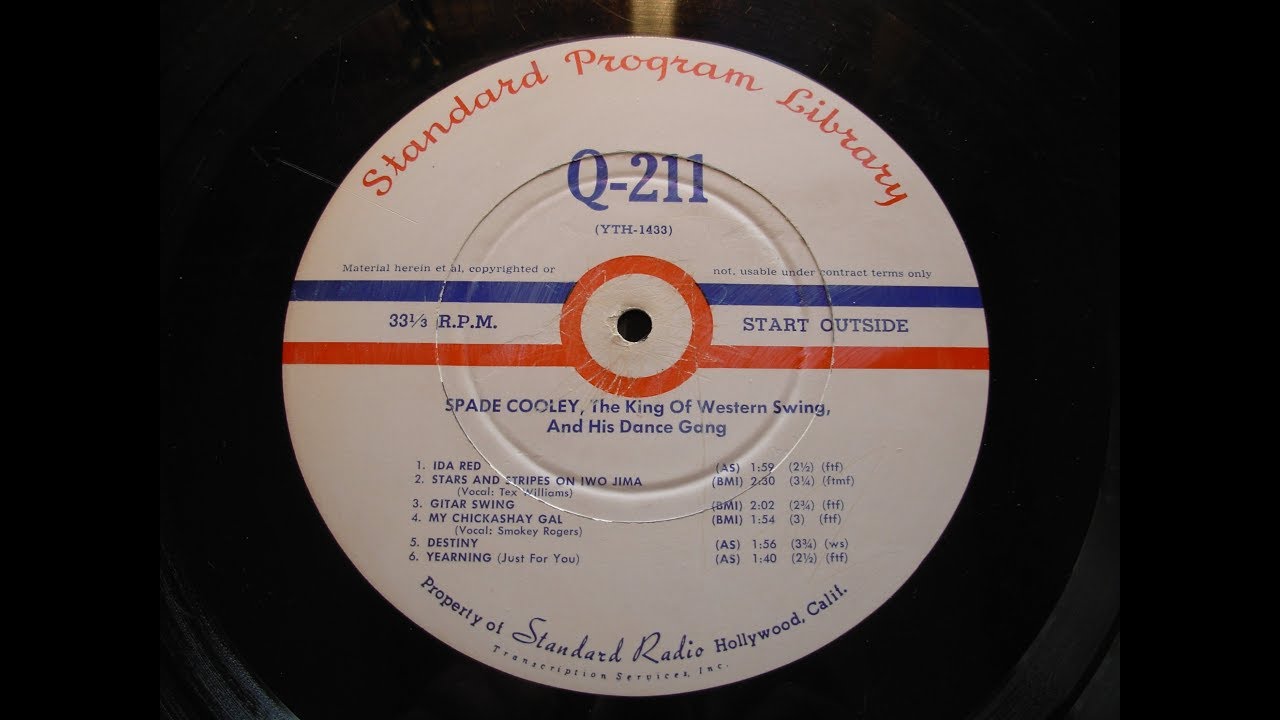 Standard Program Library
Q-211
(YTH-1433)
Material herein et al, copyrighted or not, usable under contract terms only
33⅓ R.P.M. START OUTSIDE
SPADE COOLEY, The King Of Western Swing,
And His Dance Gang
1. IDA RED (AS) 1:59 (2½) (ftf)
2. STARS AND STRIPES ON IWO JIMA (BMI) 2:30 (3¼) (ftmf)
(Vocal: Tex Williams)
3. GITAR SWING (BMI) 2:02 (2¾) (ftf)
4. MY CHICKASHAY GAL (BMI) 1:54 (3) (ftf)
(Vocal: Smokey Rogers)
5. DESTINY (AS) 1:56 (3¾) (ws)
6. YEARNING (Just For You) (AS) 1:40 (2½) (ftf)
Property of Standard Radio Hollywood, Calif.
Transcription Services, Inc.